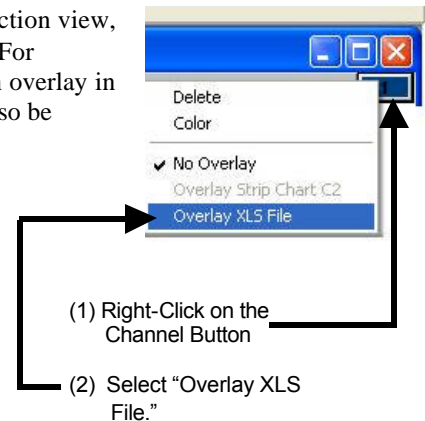 ction view,
For
n overlay in
so be
1
Delete
Color
No Overlay
Overlay Strip Chart C2
Overlay XLS File
(1) Right-Click on the
Channel Button
(2) Select “Overlay XLS
File.”